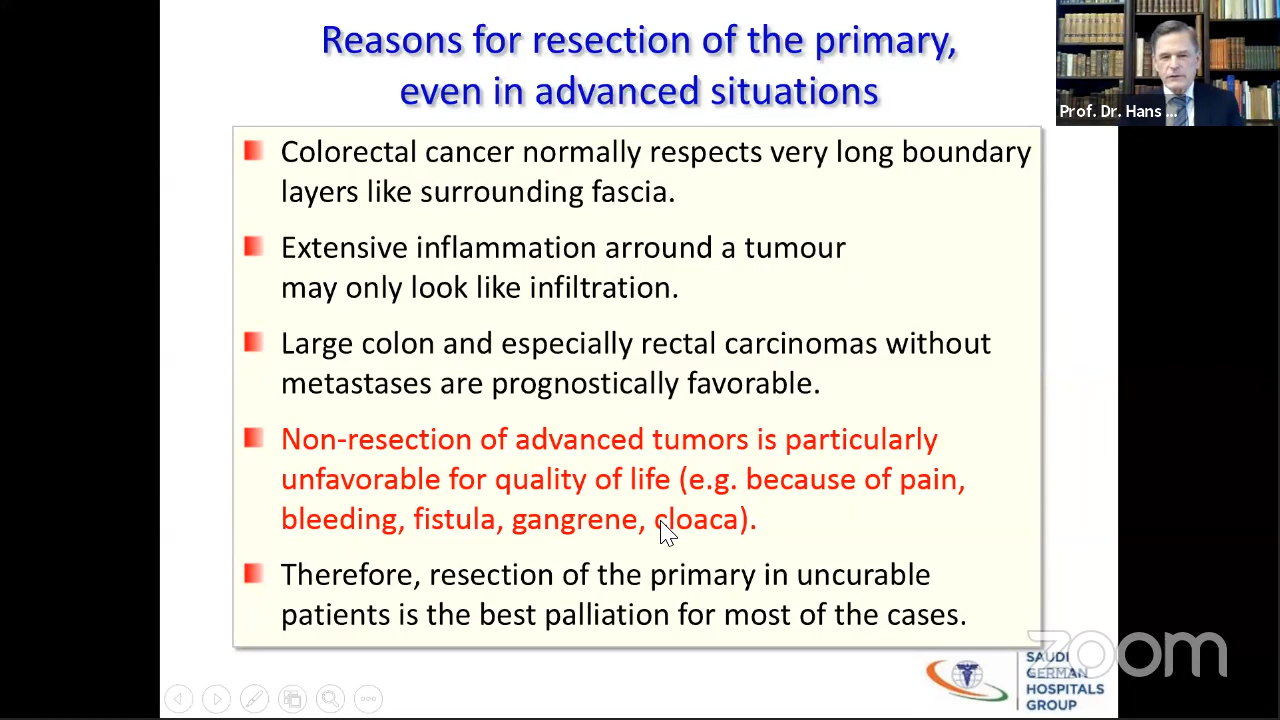 Reasons for resection of the primary,
even in advanced situations
Prof. Dr. Hans ...
Colorectal cancer normally respects very long boundary
layers like surrounding fascia.
Extensive inflammation arround a tumour
may only look like infiltration.
Large colon and especially rectal carcinomas without
metastases are prognostically favorable.
Non-resection of advanced tumors is particularly
unfavorable for quality of life (e.g. because of pain,
bleeding, fistula, gangrene, cloaca).
Therefore, resection of the primary in uncurable
patients is the best palliation for most of the cases.
zoom
SAUDI
GERMAN
HOSPITALS
GROUP